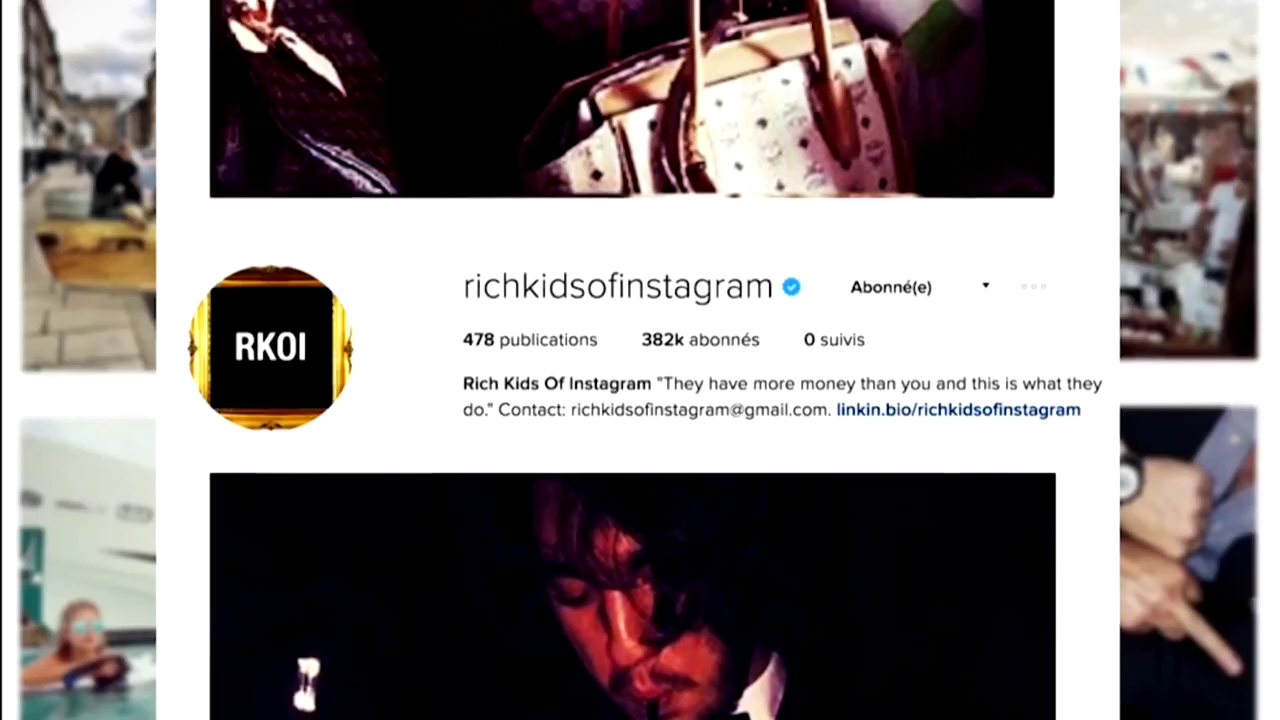 richkidsofinstagram
Abonné(e)
RKOI
478 publications 382k abonnés 0 suivis
Rich Kids Of Instagram "They have more money than you and this is what they
do." Contact: richkidsofinstagram@gmail.com. linkin.bio/richkidsofinstagram